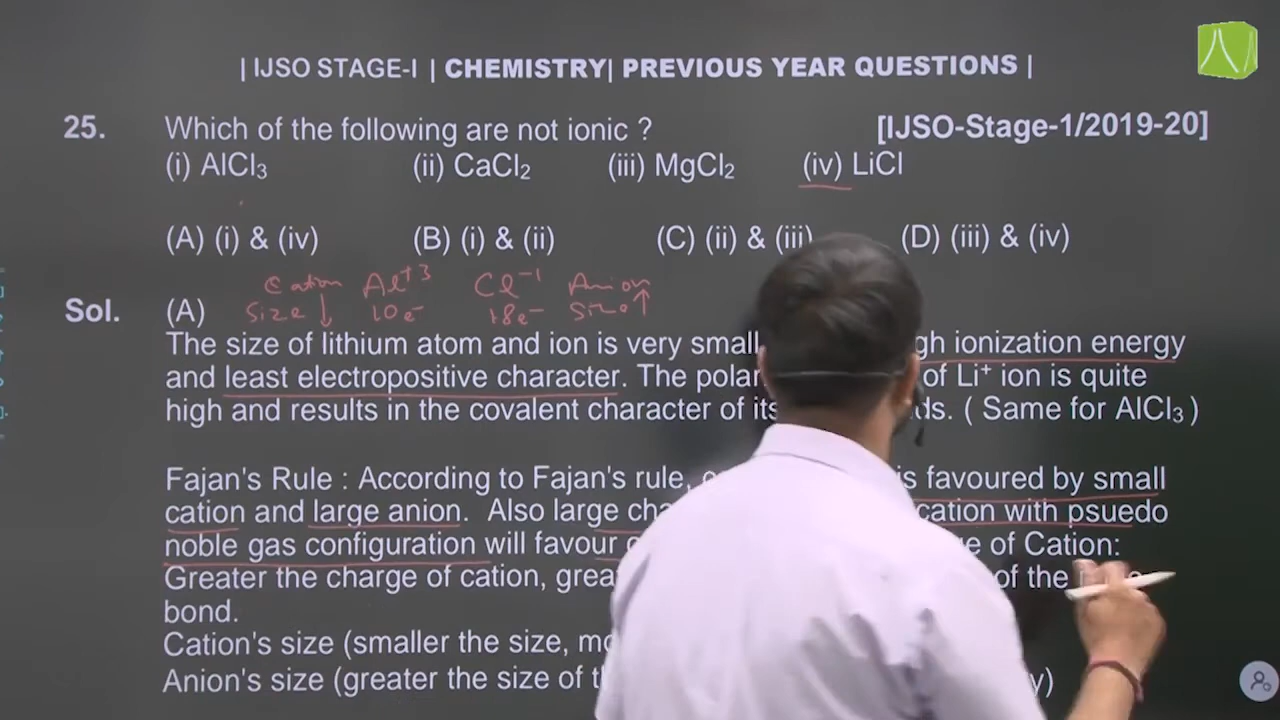 | IJSO STAGE-I | CHEMISTRY| PREVIOUS YEAR QUESTIONS |
25. Which of the following are not ionic ? [IJSO-Stage-1/2019-20]
(i) AlCl₃ (ii) CaCl₂ (iii) MgCl₂ (iv) LiCl
(A) (i) & (iv) (B) (i) & (ii) (C) (ii) & (iii) (D) (iii) & (iv)
Cation Al⁺³ Cl⁻¹ Anion
Size ↓ 10e⁻ 18e⁻ Size ↑
Sol. (A)
The size of lithium atom and ion is very small ionization energy
and least electropositive character. The of Li⁺ ion is quite
high and results in the covalent character of its ( Same for AlCl₃ )
Fajan's Rule : According to Fajan's rule, is favoured by small
cation and large anion. Also large cation with psuedo
noble gas configuration will favour of Cation:
Greater the charge of cation, of the
bond.
Cation's size (smaller the size,
Anion's size (greater the size of